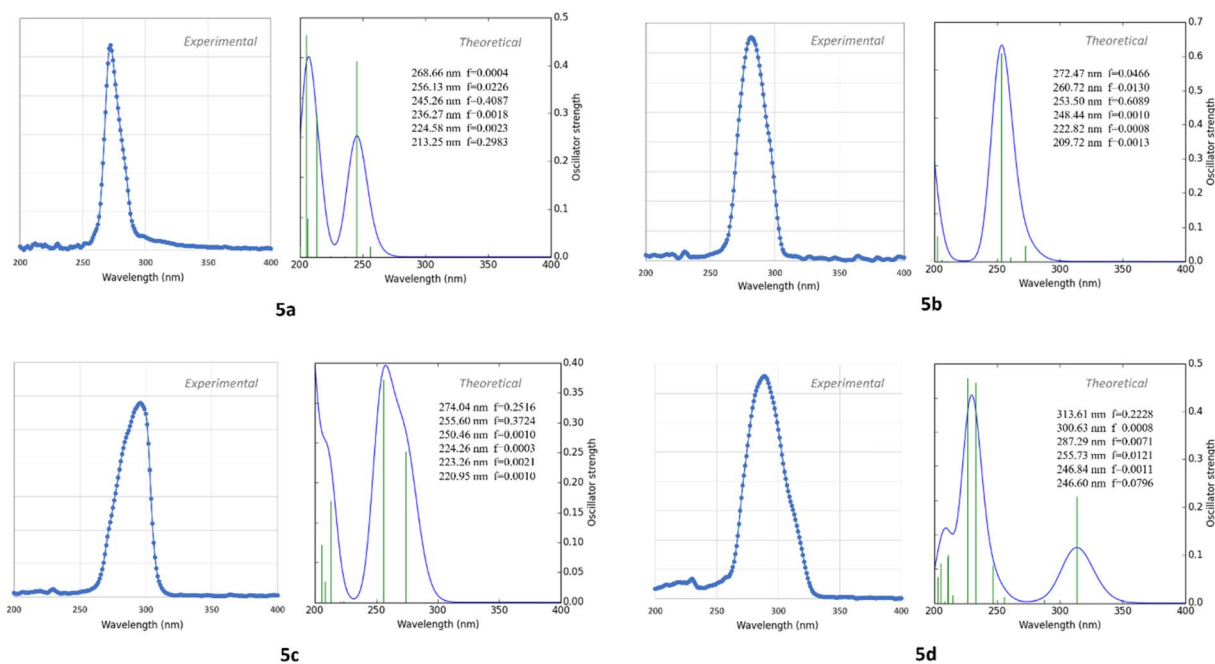 Experimental
200 250 300 350 400
Wavelength (nm)
Theoretical
268.66 nm f=0.0004
256.13 nm f=0.0226
245.26 nm f=0.4087
236.27 nm f=0.0018
224.58 nm f=0.0023
213.25 nm f=0.2983
0.5
0.4
0.3
0.2
0.1
0.0
Oscillator strength
200 250 300 350 400
Wavelength (nm)
5a
Experimental
200 250 300 350 400
Wavelength (nm)
Theoretical
272.47 nm f=0.0466
260.72 nm f=0.0130
253.50 nm f=0.6089
248.44 nm f=0.0010
222.82 nm f=0.0008
209.72 nm f=0.0013
0.7
0.6
0.5
0.4
0.3
0.2
0.1
0.0
Oscillator strength
200 250 300 350 400
Wavelength (nm)
5b
Experimental
200 250 300 350 400
Wavelength (nm)
Theoretical
274.04 nm f=0.2516
255.60 nm f=0.3724
250.46 nm f=0.0010
224.26 nm f=0.0003
223.26 nm f=0.0021
220.95 nm f=0.0010
0.40
0.35
0.30
0.25
0.20
0.15
0.10
0.05
0.00
Oscillator strength
200 250 300 350 400
Wavelength (nm)
5c
Experimental
200 250 300 350 400
Wavelength (nm)
Theoretical
313.61 nm f=0.2228
300.63 nm f=0.0008
287.29 nm f=0.0071
255.73 nm f=0.0121
246.84 nm f=0.0011
246.60 nm f=0.0796
0.5
0.4
0.3
0.2
0.1
0.0
Oscillator strength
200 250 300 350 400
Wavelength (nm)
5d